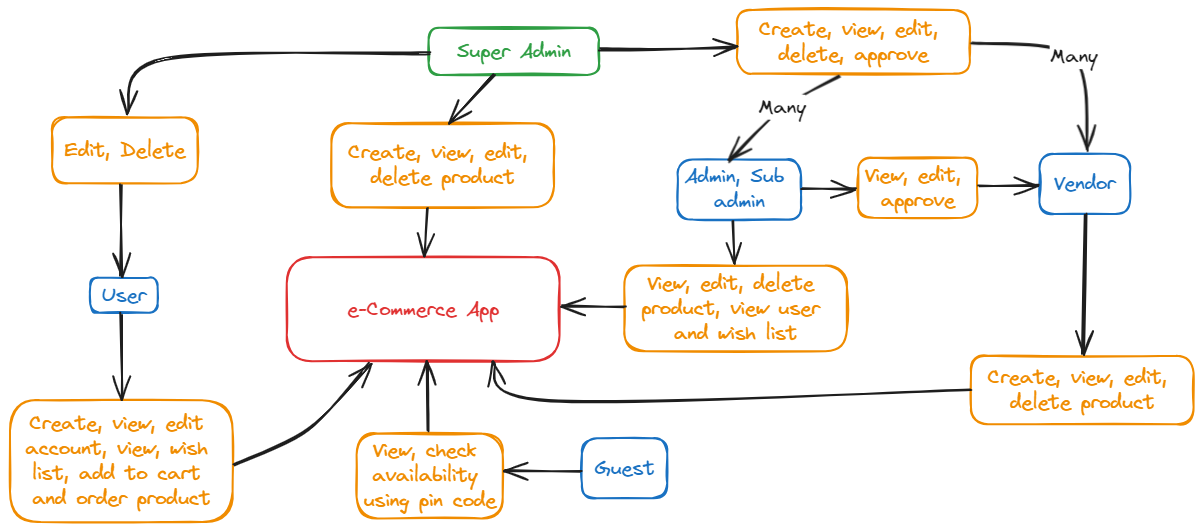 Super Admin
Create, view, edit,
delete, approve
Many
Many
Edit, Delete
Create, view, edit,
delete product
Admin, Sub
admin
View, edit,
approve
Vendor
User
e-Commerce App
View, edit, delete
product, view user
and wish list
Create, view, edit
account, view, wish
list, add to cart
and order product
View, check
availability
using pin code
Guest
Create, view, edit,
delete product